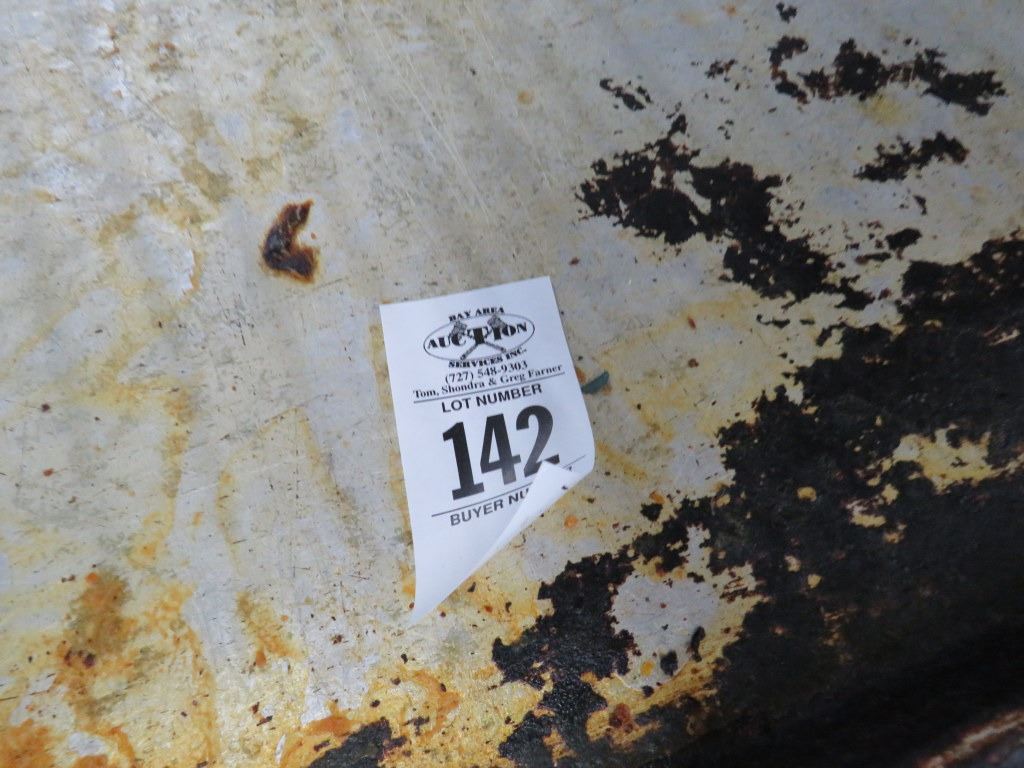 BAY AREA
AUCTION
SERVICES INC.
(727) 548-9303
Tom, Shondra & Greg Farner
LOT NUMBER
142
BUYER NU